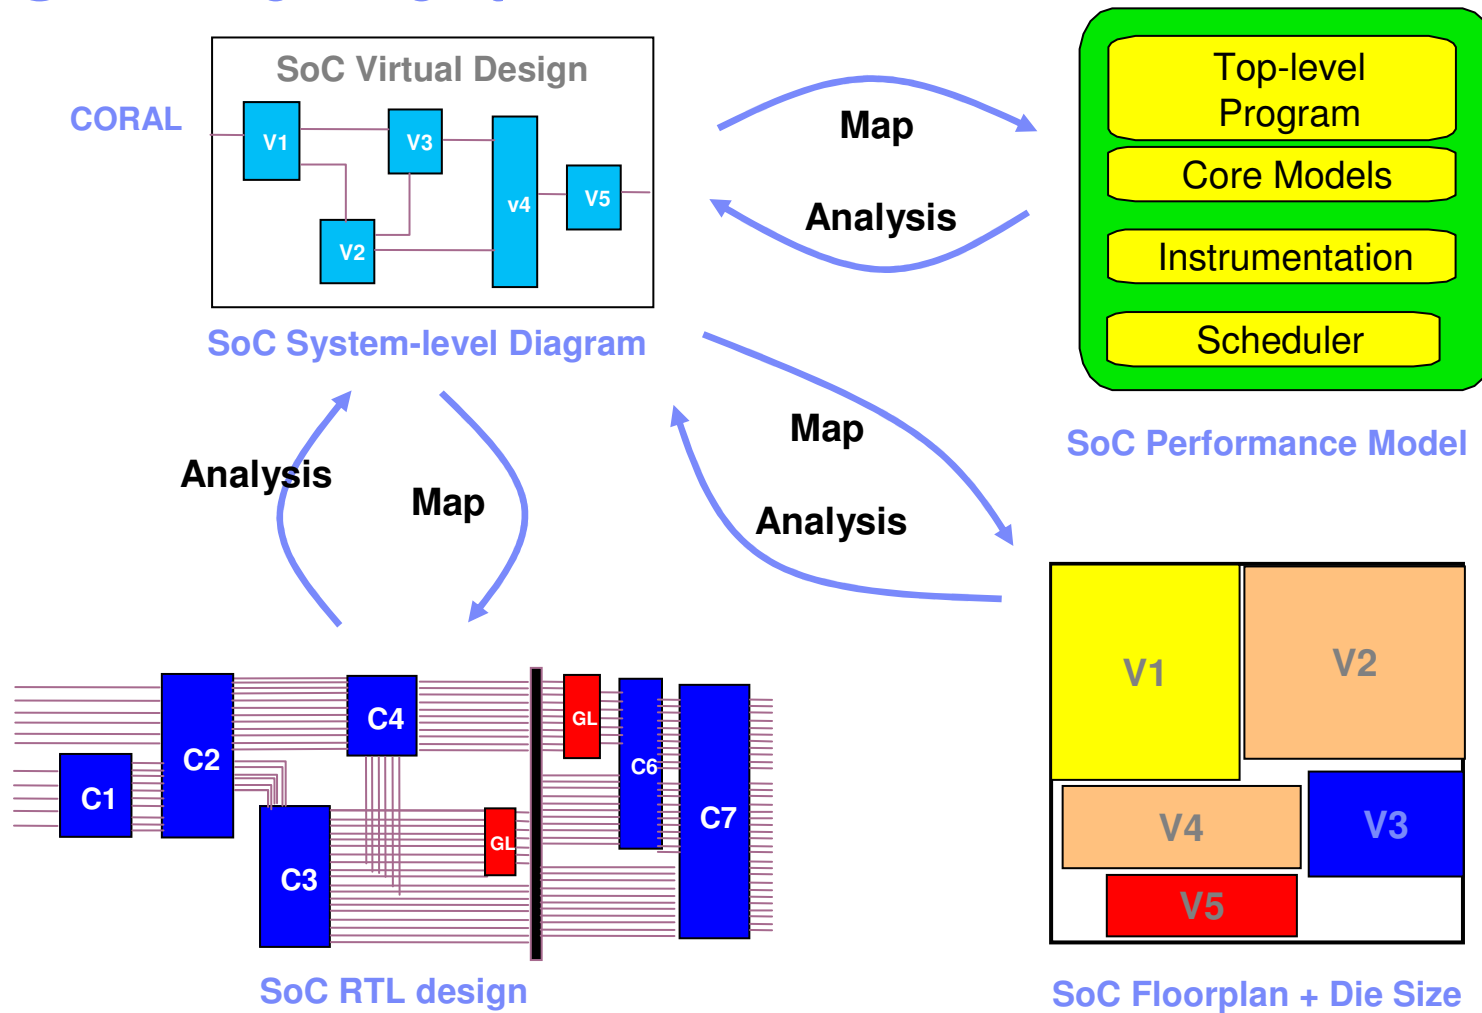 SoC Virtual Design
CORAL
V1
V3
v4
V5
V2
SoC System-level Diagram
Map
Analysis
Top-level
Program
Core Models
Instrumentation
Scheduler
SoC Performance Model
Analysis
Map
Map
Analysis
C1
C2
C4
C3
GL
GL
C6
C7
SoC RTL design
V1
V2
V4
V3
V5
SoC Floorplan + Die Size